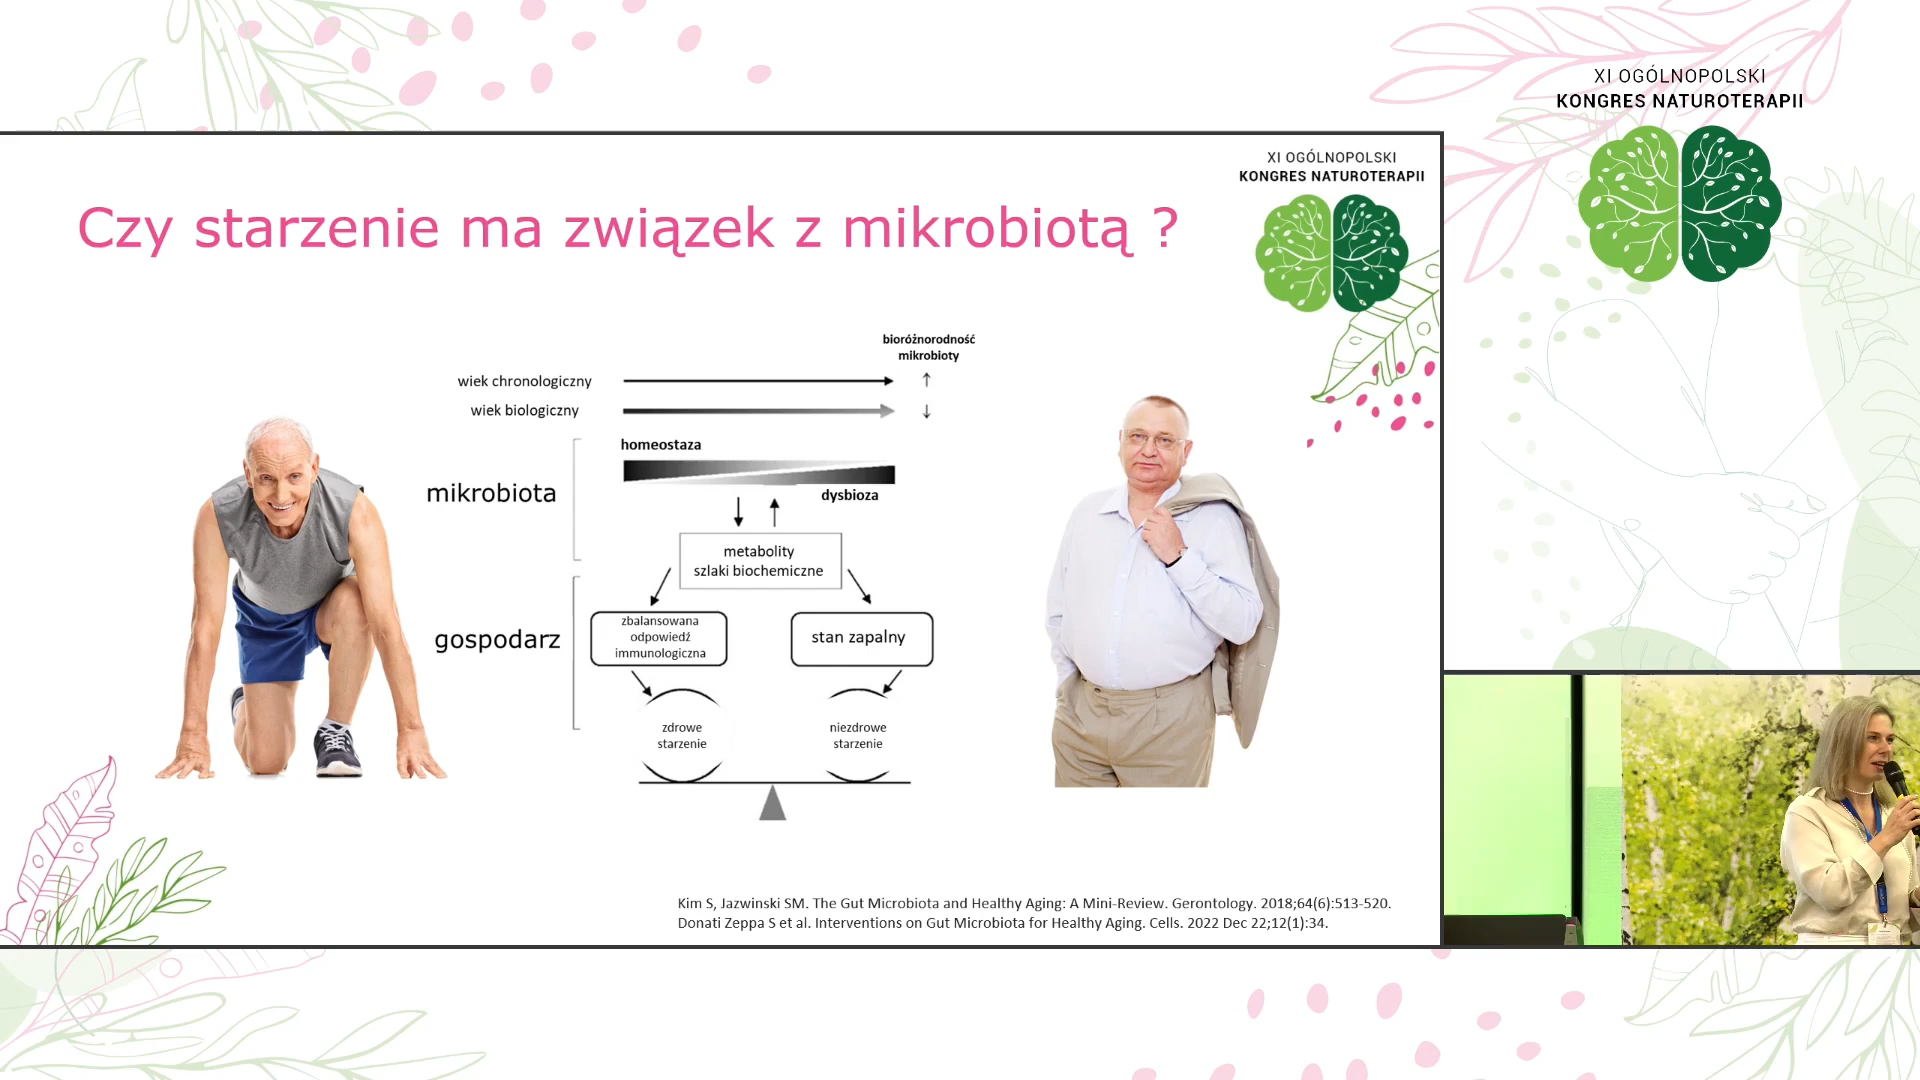 XI OGÓLNOPOLSKI
KONGRES NATUROTERAPII
XI OGÓLNOPOLSKI
KONGRES NATUROTERAPII
Czy starzenie ma związek z mikrobiotą ?
bioróżnorodność
mikrobioty
wiek chronologiczny
↑
wiek biologiczny
↓
homeostaza
mikrobiota
dysbioza
metabolity
szlaki biochemiczne
gospodarz
zbalansowana
odpowiedź
immunologiczna
stan zapalny
zdrowe
starzenie
niezdrowe
starzenie
Kim S, Jazwinski SM. The Gut Microbiota and Healthy Aging: A Mini-Review. Gerontology. 2018;64(6):513-520.
Donati Zeppa S et al. Interventions on Gut Microbiota for Healthy Aging. Cells. 2022 Dec 22;12(1):34.